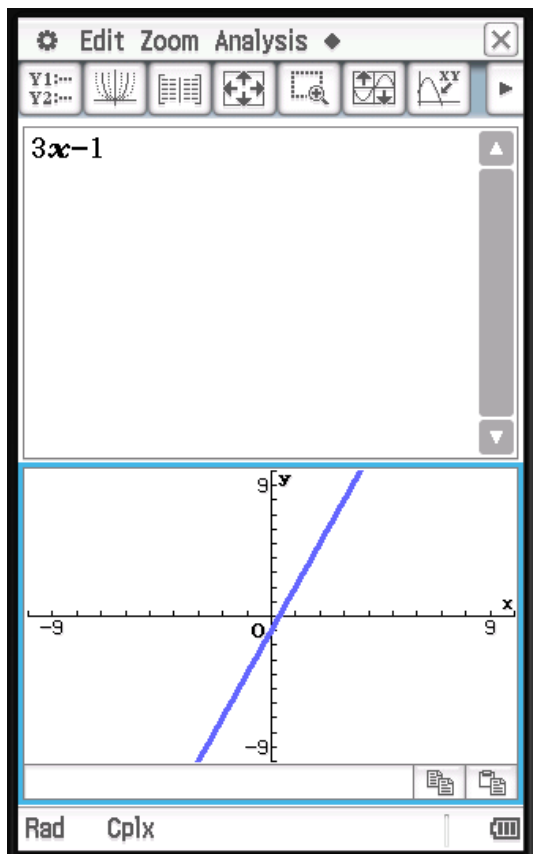 Edit Zoom Analysis ◆
Y1:··· XY
Y2:···
3x−1
9 y
x
-9 O 9
-9
Rad Cplx